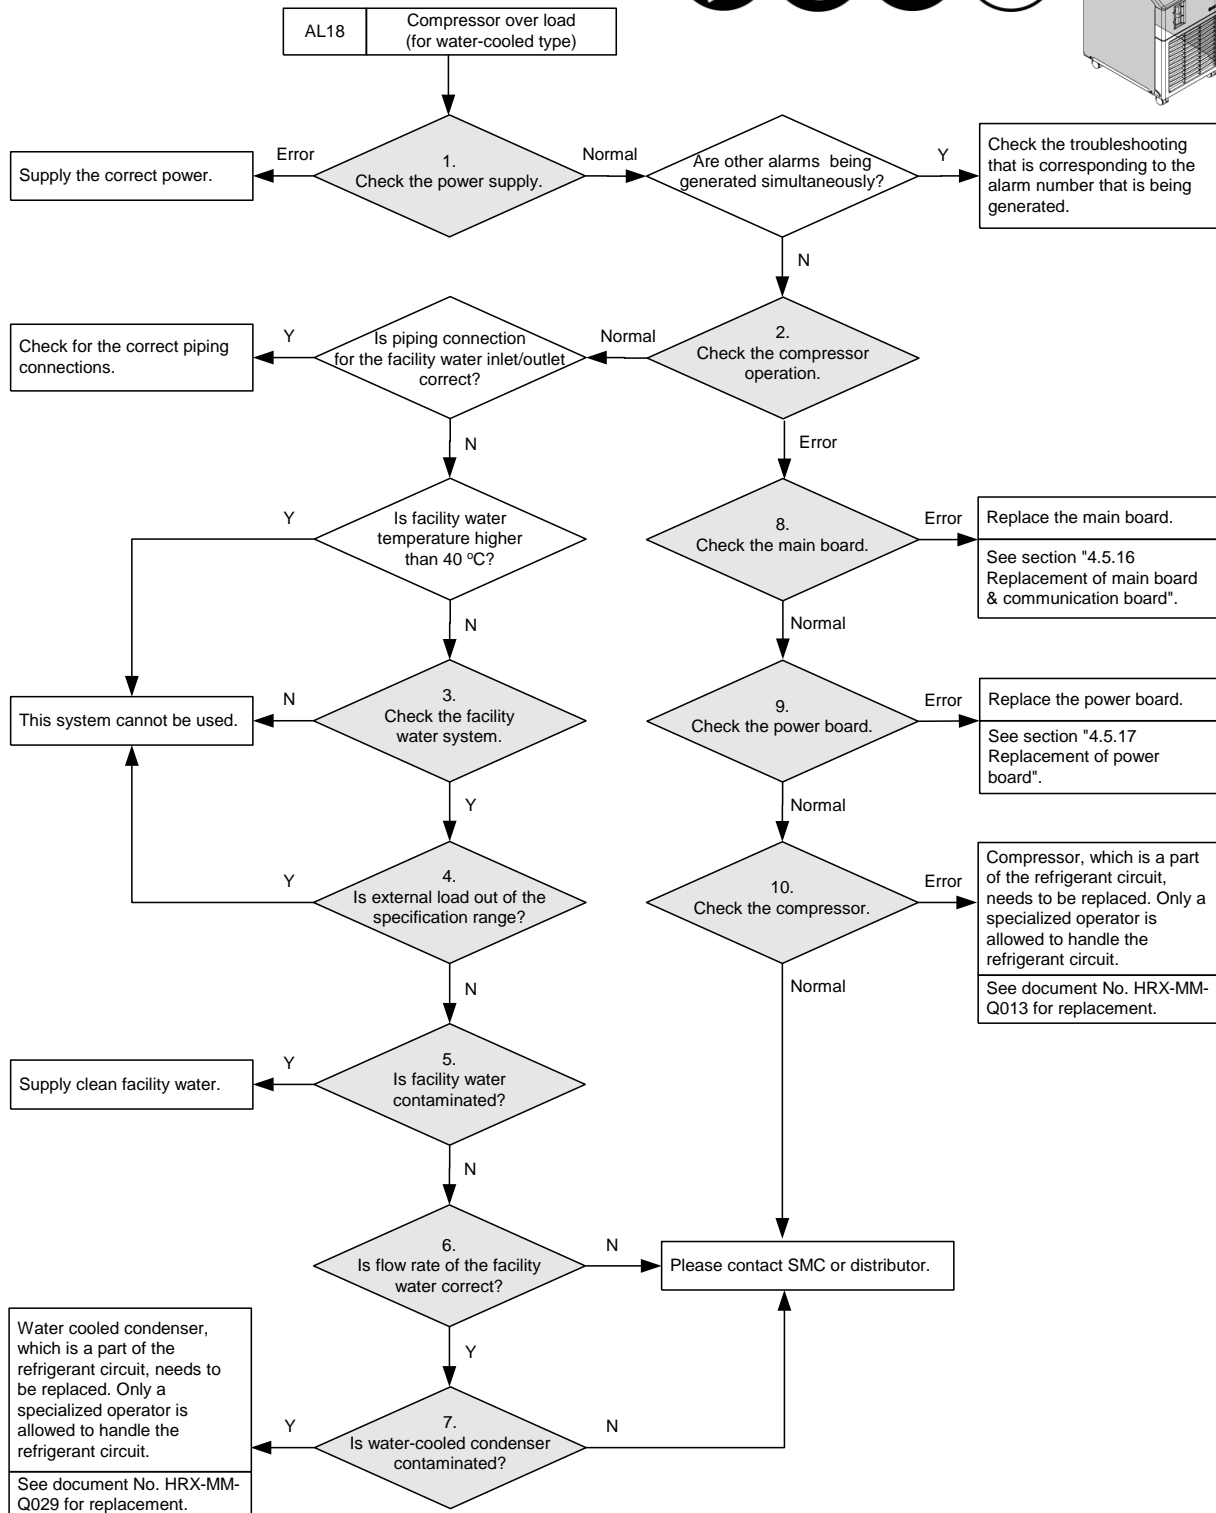 AL18
Compressor over load
(for water-cooled type)
1.
Check the power supply.
Error
Normal
Supply the correct power.
Are other alarms being
generated simultaneously?
Y
N
Check the troubleshooting
that is corresponding to the
alarm number that is being
generated.
2.
Check the compressor
operation.
Normal
Error
Is piping connection
for the facility water inlet/outlet
correct?
Y
N
Check for the correct piping
connections.
Is facility water
temperature higher
than 40 ºC?
Y
N
8.
Check the main board.
Error
Normal
Replace the main board.
See section "4.5.16
Replacement of main board
& communication board".
This system cannot be used.
3.
Check the facility
water system.
N
Y
9.
Check the power board.
Error
Normal
Replace the power board.
See section "4.5.17
Replacement of power
board".
4.
Is external load out of the
specification range?
Y
N
10.
Check the compressor.
Error
Normal
Compressor, which is a part
of the refrigerant circuit,
needs to be replaced. Only a
specialized operator is
allowed to handle the
refrigerant circuit.
See document No. HRX-MM-
Q013 for replacement.
5.
Is facility water
contaminated?
Y
N
Supply clean facility water.
6.
Is flow rate of the facility
water correct?
N
Y
Please contact SMC or distributor.
7.
Is water-cooled condenser
contaminated?
Y
N
Water cooled condenser,
which is a part of the
refrigerant circuit, needs to
be replaced. Only a
specialized operator is
allowed to handle the
refrigerant circuit.
See document No. HRX-MM-
Q029 for replacement.